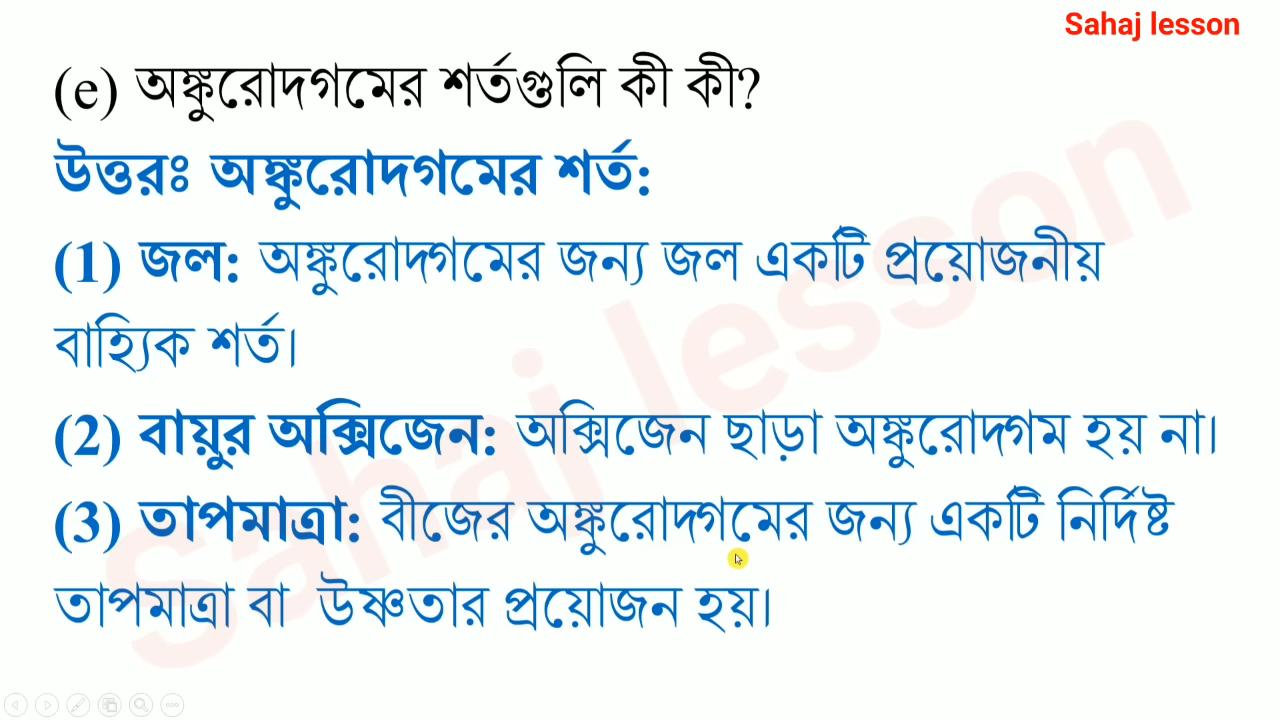 Sahaj lesson
(e) অঙ্কুরোদগমের শর্তগুলি কী কী?
উত্তরঃ অঙ্কুরোদগমের শর্ত:
(1) জল: অঙ্কুরোদগমের জন্য জল একটি প্রয়োজনীয়
বাহ্যিক শর্ত।
(2) বায়ুর অক্সিজেন: অক্সিজেন ছাড়া অঙ্কুরোদগম হয় না।
(3) তাপমাত্রা: বীজের অঙ্কুরোদগমের জন্য একটি নির্দিষ্ট
তাপমাত্রা বা উষ্ণতার প্রয়োজন হয়।
Sahaj lesson